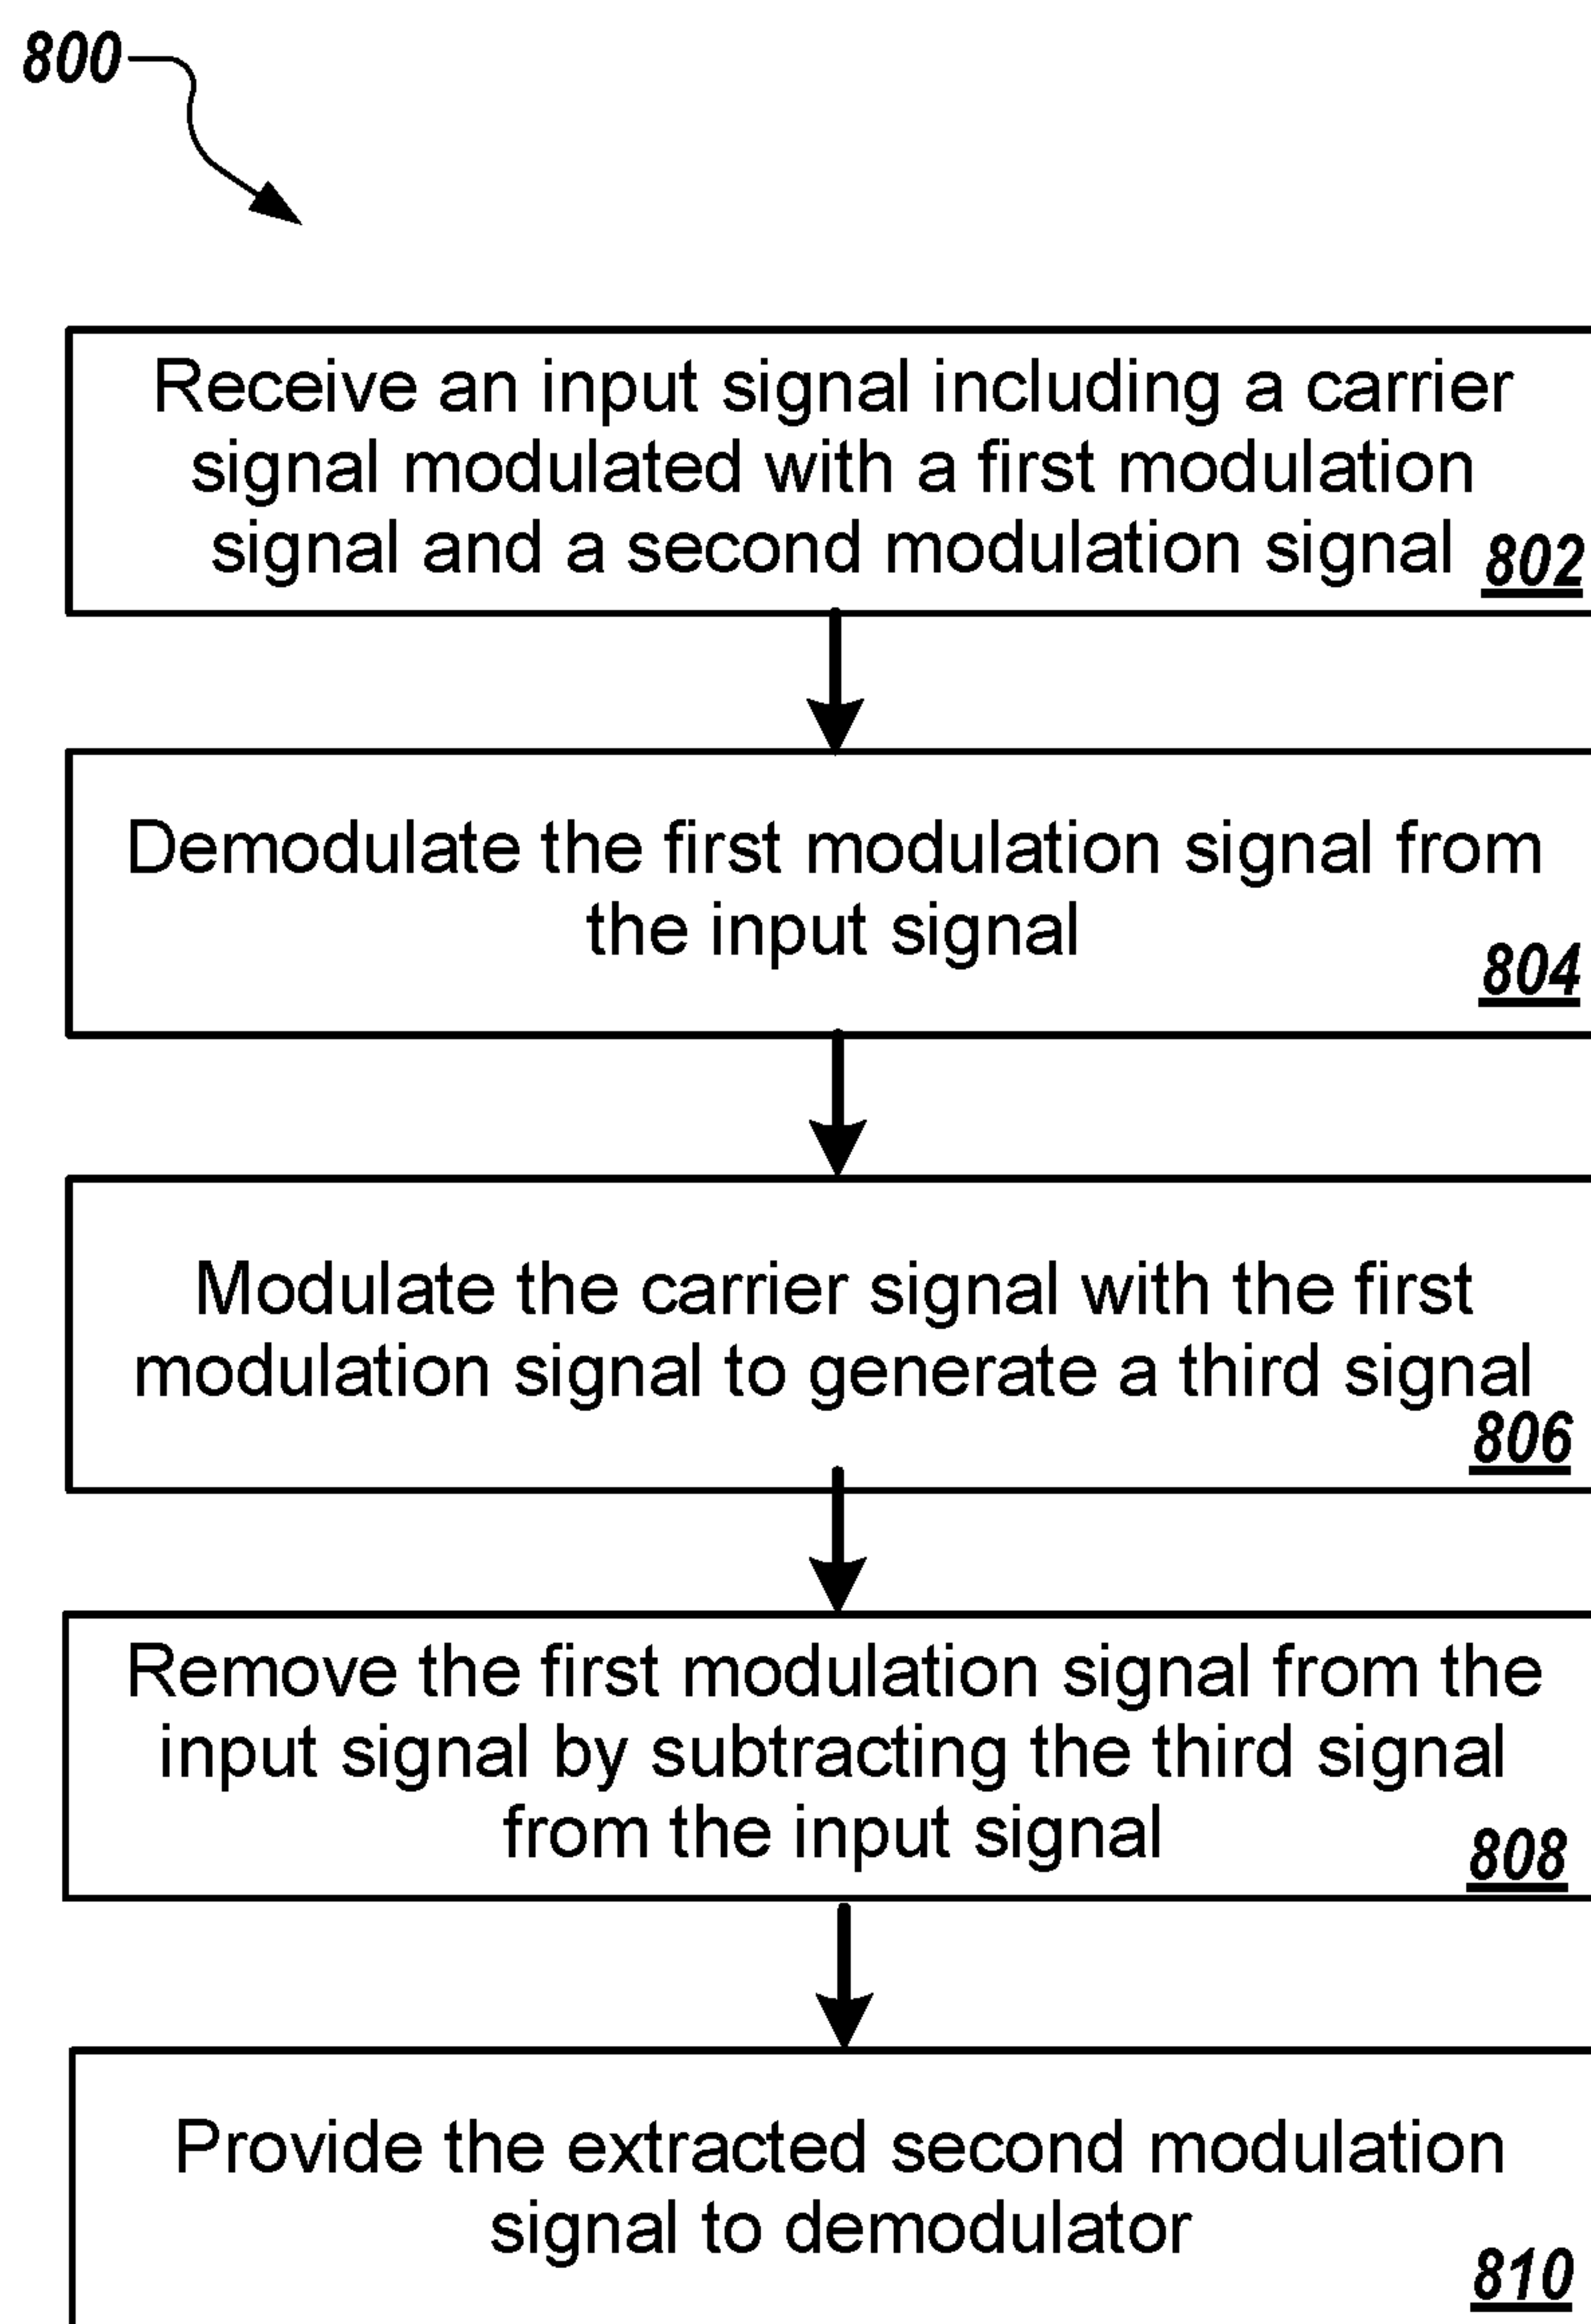 800
Receive an input signal including a carrier
signal modulated with a first modulation
signal and a second modulation signal
802
Demodulate the first modulation signal from
the input signal
804
Modulate the carrier signal with the first
modulation signal to generate a third signal
806
Remove the first modulation signal from the
input signal by subtracting the third signal
from the input signal
808
Provide the extracted second modulation
signal to demodulator
810